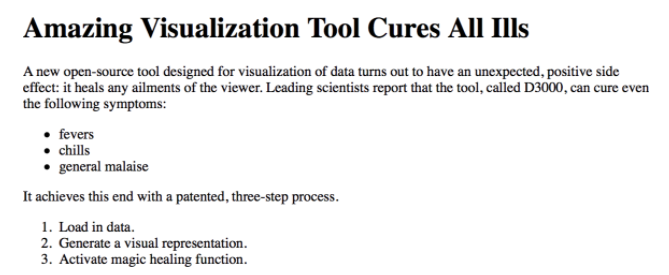 Amazing Visualization Tool Cures All Ills
A new open-source tool designed for visualization of data turns out to have an unexpected, positive side
effect: it heals any ailments of the viewer. Leading scientists report that the tool, called D3000, can cure even
the following symptoms:
• fevers
• chills
• general malaise
It achieves this end with a patented, three-step process.
1. Load in data.
2. Generate a visual representation.
3. Activate magic healing function.